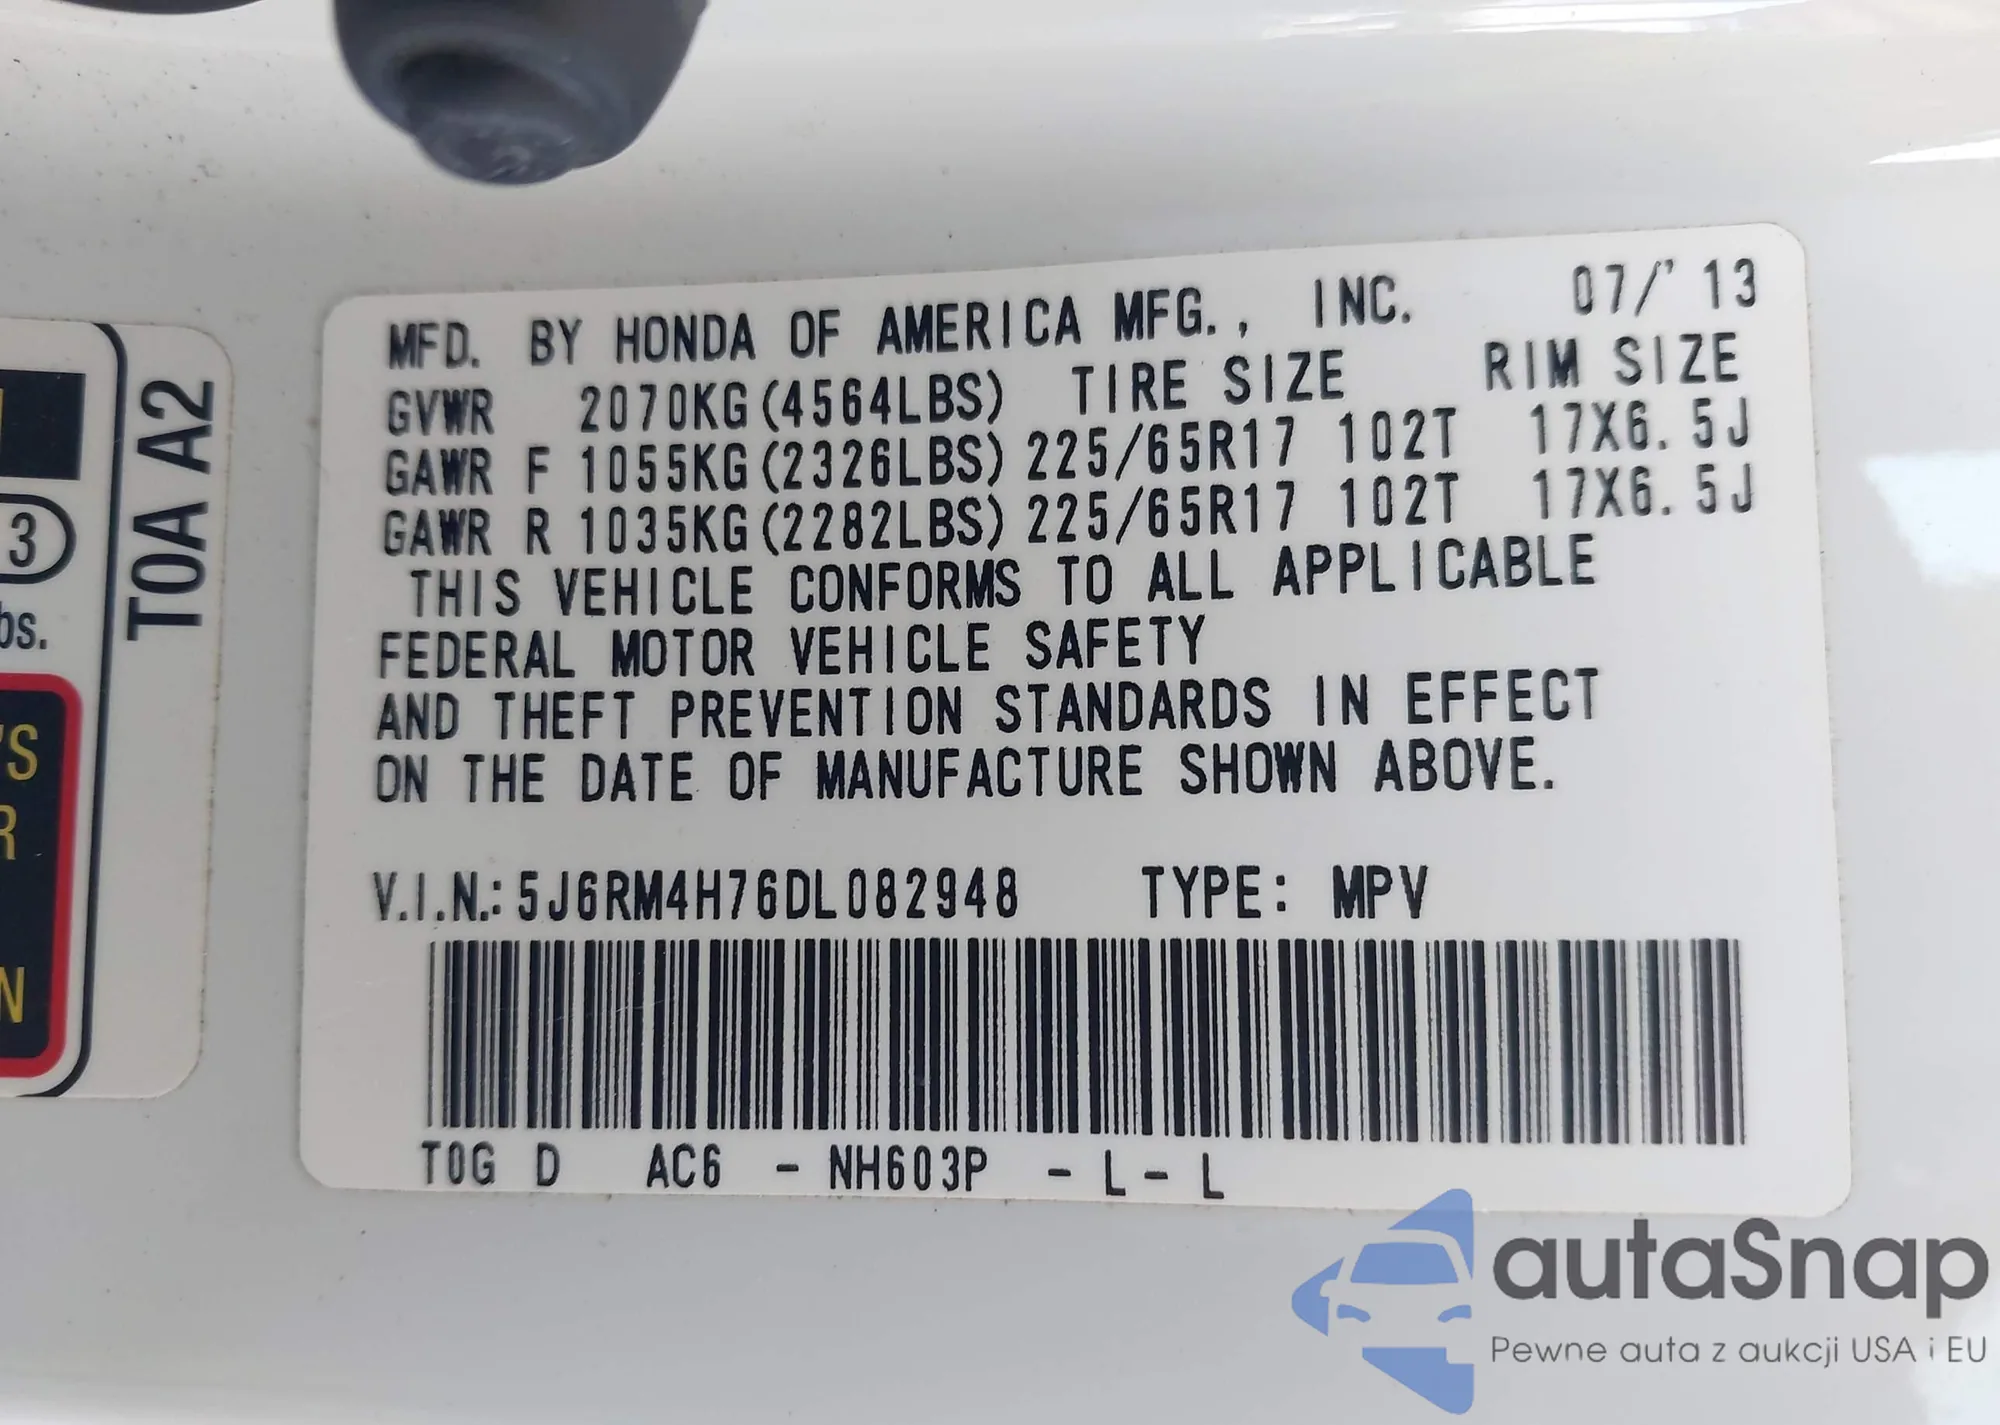 MFD. BY HONDA OF AMERICA MFG., INC. 07/'13
GVWR 2070KG(4564LBS) TIRE SIZE RIM SIZE
GAWR F 1055KG(2326LBS) 225/65R17 102T 17X6.5J
GAWR R 1035KG(2282LBS) 225/65R17 102T 17X6.5J
THIS VEHICLE CONFORMS TO ALL APPLICABLE
FEDERAL MOTOR VEHICLE SAFETY
AND THEFT PREVENTION STANDARDS IN EFFECT
ON THE DATE OF MANUFACTURE SHOWN ABOVE.
V.I.N.: 5J6RM4H76DL082948 TYPE: MPV
T0G D AC6 - NH603P - L - L
T0A A2
3
bs.
'S
R
N
autaSnap
Pewne auta z aukcji USA i EU